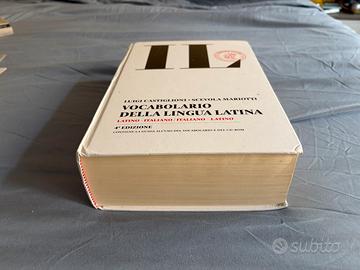 IL
LUIGI CASTIGLIONI - SCEVOLA MARIOTTI
VOCABOLARIO
DELLA LINGUA LATINA
LATINO - ITALIANO / ITALIANO - LATINO
4ª EDIZIONE
subito